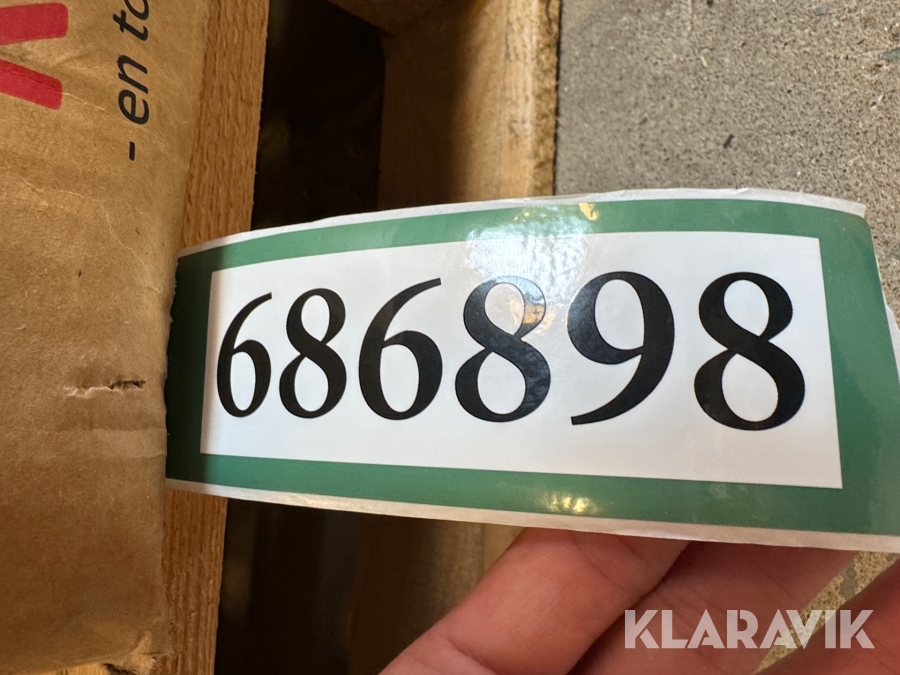 - en to
686898
KLARAVIK